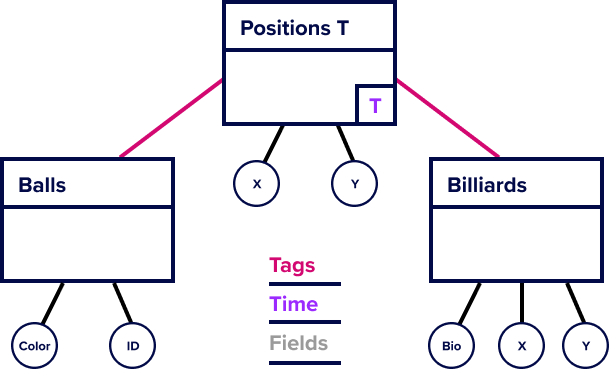 Positions T
T
X
Y
Balls
Billiards
Tags
Time
Fields
Color
ID
Bio
X
Y